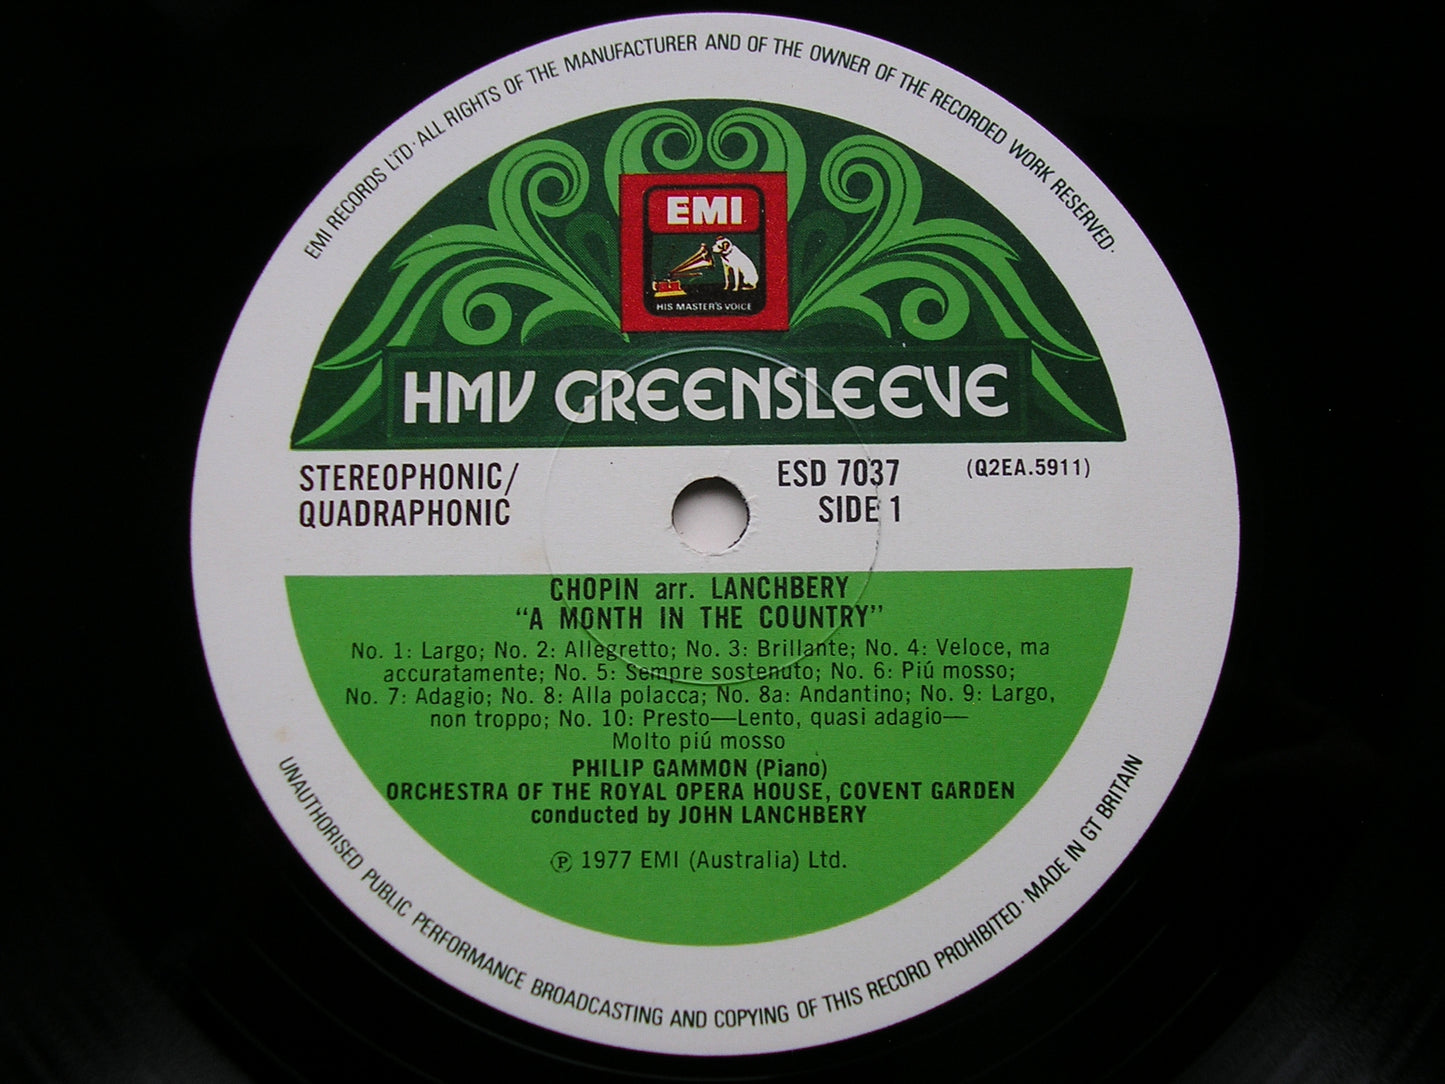 EMI RECORDS LTD · ALL RIGHTS OF THE MANUFACTURER AND OF THE OWNER OF THE RECORDED WORK RESERVED ·
EMI
HIS MASTER'S VOICE
HMV GREENSLEEVE
STEREOPHONIC/
QUADRAPHONIC
ESD 7037
SIDE 1
(Q2EA.5911)
CHOPIN arr. LANCHBERY
“A MONTH IN THE COUNTRY”
No. 1: Largo; No. 2: Allegretto; No. 3: Brillante; No. 4: Veloce, ma
accuratamente; No. 5: Sempre sostenuto; No. 6: Piú mosso;
No. 7: Adagio; No. 8: Alla polacca; No. 8a: Andantino; No. 9: Largo,
non troppo; No. 10: Presto—Lento, quasi adagio—
Molto piú mosso
PHILIP GAMMON (Piano)
ORCHESTRA OF THE ROYAL OPERA HOUSE, COVENT GARDEN
conducted by JOHN LANCHBERY
℗ 1977 EMI (Australia) Ltd.
UNAUTHORISED PUBLIC PERFORMANCE BROADCASTING AND COPYING OF THIS RECORD PROHIBITED · MADE IN GT BRITAIN